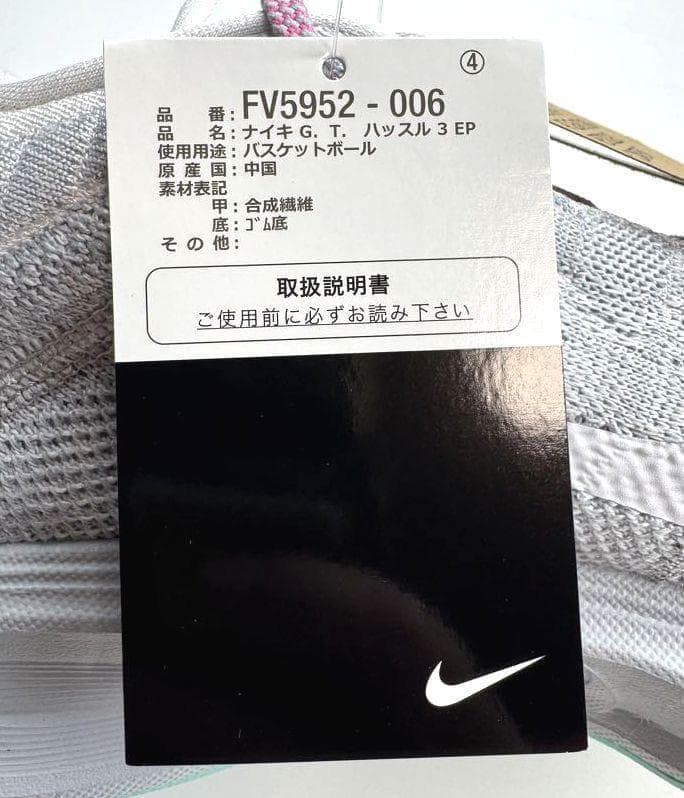 ④
品 番: FV5952 - 006
品 名: ナイキ G. T. ハッスル 3 EP
使用用途: バスケットボール
原 産 国: 中国
素材表記
甲: 合成繊維
底: ゴム底
そ の 他:
取扱説明書
ご使用前に必ずお読み下さい